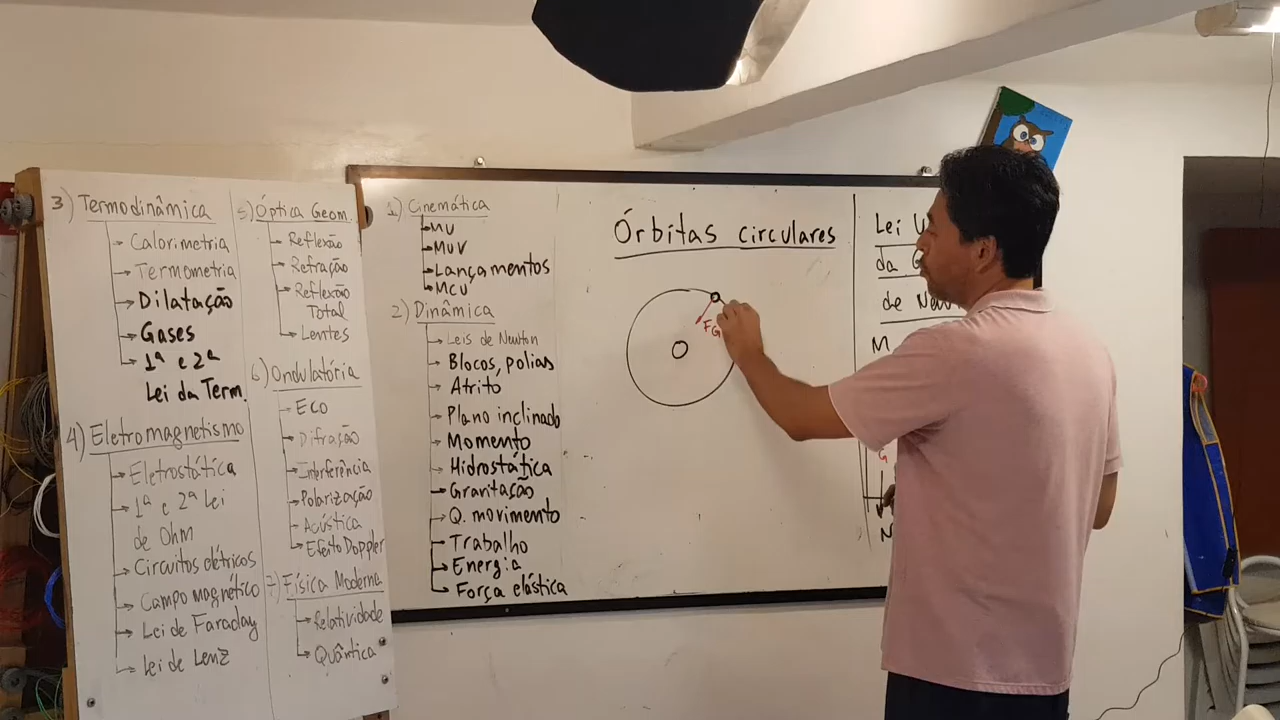 3) Termodinâmica
Calorimetria
Termometria
Dilatação
Gases
1ª e 2ª
Lei da Term.
4) Eletromagnetismo
Eletrostática
1ª e 2ª Lei
de Ohm
Circuitos elétricos
Campo magnético
Lei de Faraday
Lei de Lenz
5) Óptica Geom.
Reflexão
Refração
Reflexão
Total
Lentes
6) Ondulatória
Eco
Difração
Interferência
Polarização
Acústica
Efeito Doppler
7) Física Moderna
Relatividade
Quântica
1) Cinemática
MU
MUV
Lançamentos
MCU
2) Dinâmica
Leis de Newton
Blocos, polias
Atrito
Plano inclinado
Momento
Hidrostática
Gravitação
Q. movimento
Trabalho
Energia
Força elástica
Órbitas circulares
FG
Lei
da
de
M
G